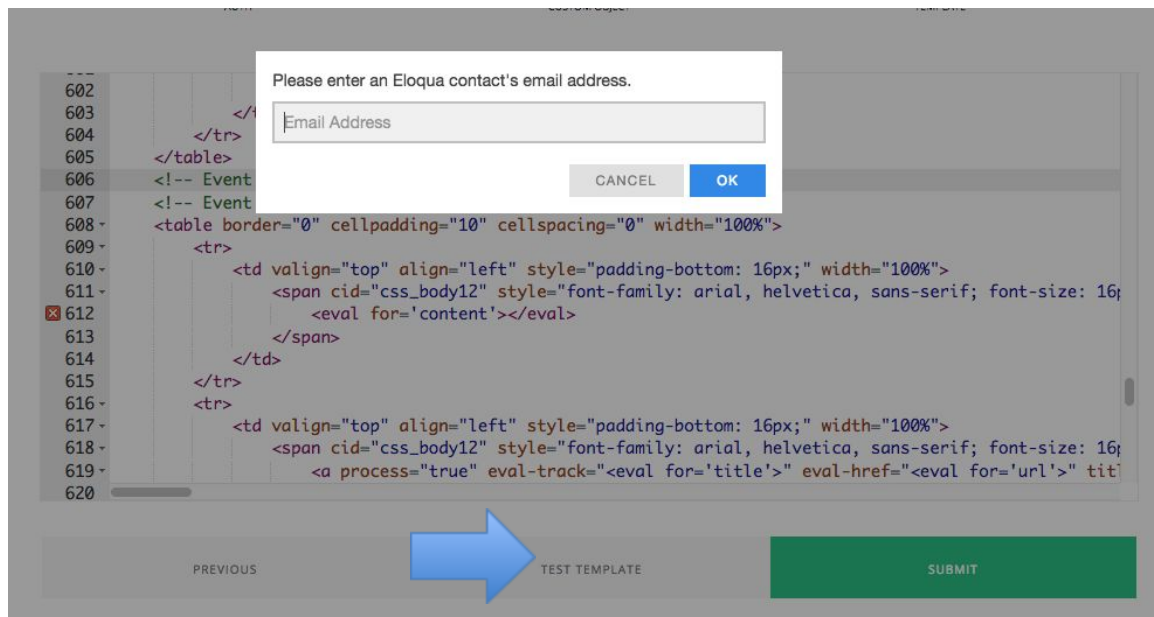 Please enter an Eloqua contact's email address.
Email Address
CANCEL OK
602
603 </t
604 </tr>
605 </table>
606 <!-- Event
607 <!-- Event
608 <table border="0" cellpadding="10" cellspacing="0" width="100%">
609 <tr>
610 <td valign="top" align="left" style="padding-bottom: 16px;" width="100%">
611 <span cid="css_body12" style="font-family: arial, helvetica, sans-serif; font-size: 16p
612 <eval for='content'></eval>
613 </span>
614 </td>
615 </tr>
616 <tr>
617 <td valign="top" align="left" style="padding-bottom: 16px;" width="100%">
618 <span cid="css_body12" style="font-family: arial, helvetica, sans-serif; font-size: 16p
619 <a process="true" eval-track="<eval for='title'>" eval-href="<eval for='url'>" titl
620
PREVIOUS TEST TEMPLATE SUBMIT